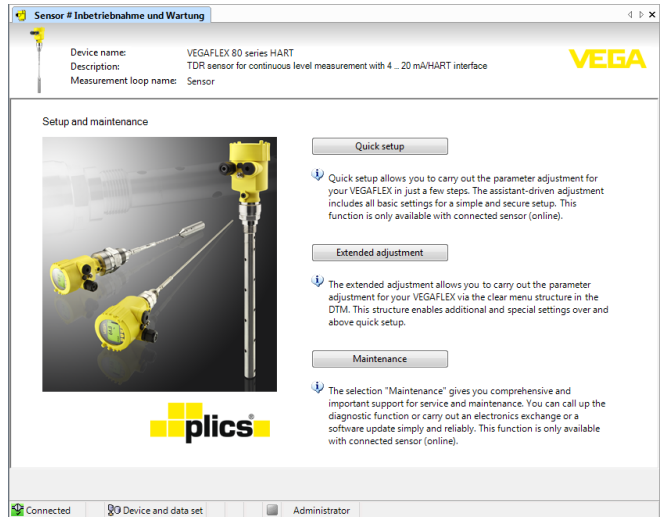 Sensor # Inbetriebnahme und Wartung
Device name: VEGAFLEX 80 series HART
Description: TDR sensor for continuous level measurement with 4 .. 20 mA/HART interface
Measurement loop name: Sensor
VEGA
Setup and maintenance
Quick setup
Quick setup allows you to carry out the parameter adjustment for
your VEGAFLEX in just a few steps. The assistant-driven adjustment
includes all basic settings for a simple and secure setup. This
function is only available with connected sensor (online).
Extended adjustment
The extended adjustment allows you to carry out the parameter
adjustment for your VEGAFLEX via the clear menu structure in the
DTM. This structure enables additional and special settings over and
above quick setup.
Maintenance
The selection "Maintenance" gives you comprehensive and
important support for service and maintenance. You can call up the
diagnostic function or carry out an electronics exchange or a
software update simply and reliably. This function is only available
with connected sensor (online).
plics®
Connected Device and data set Administrator